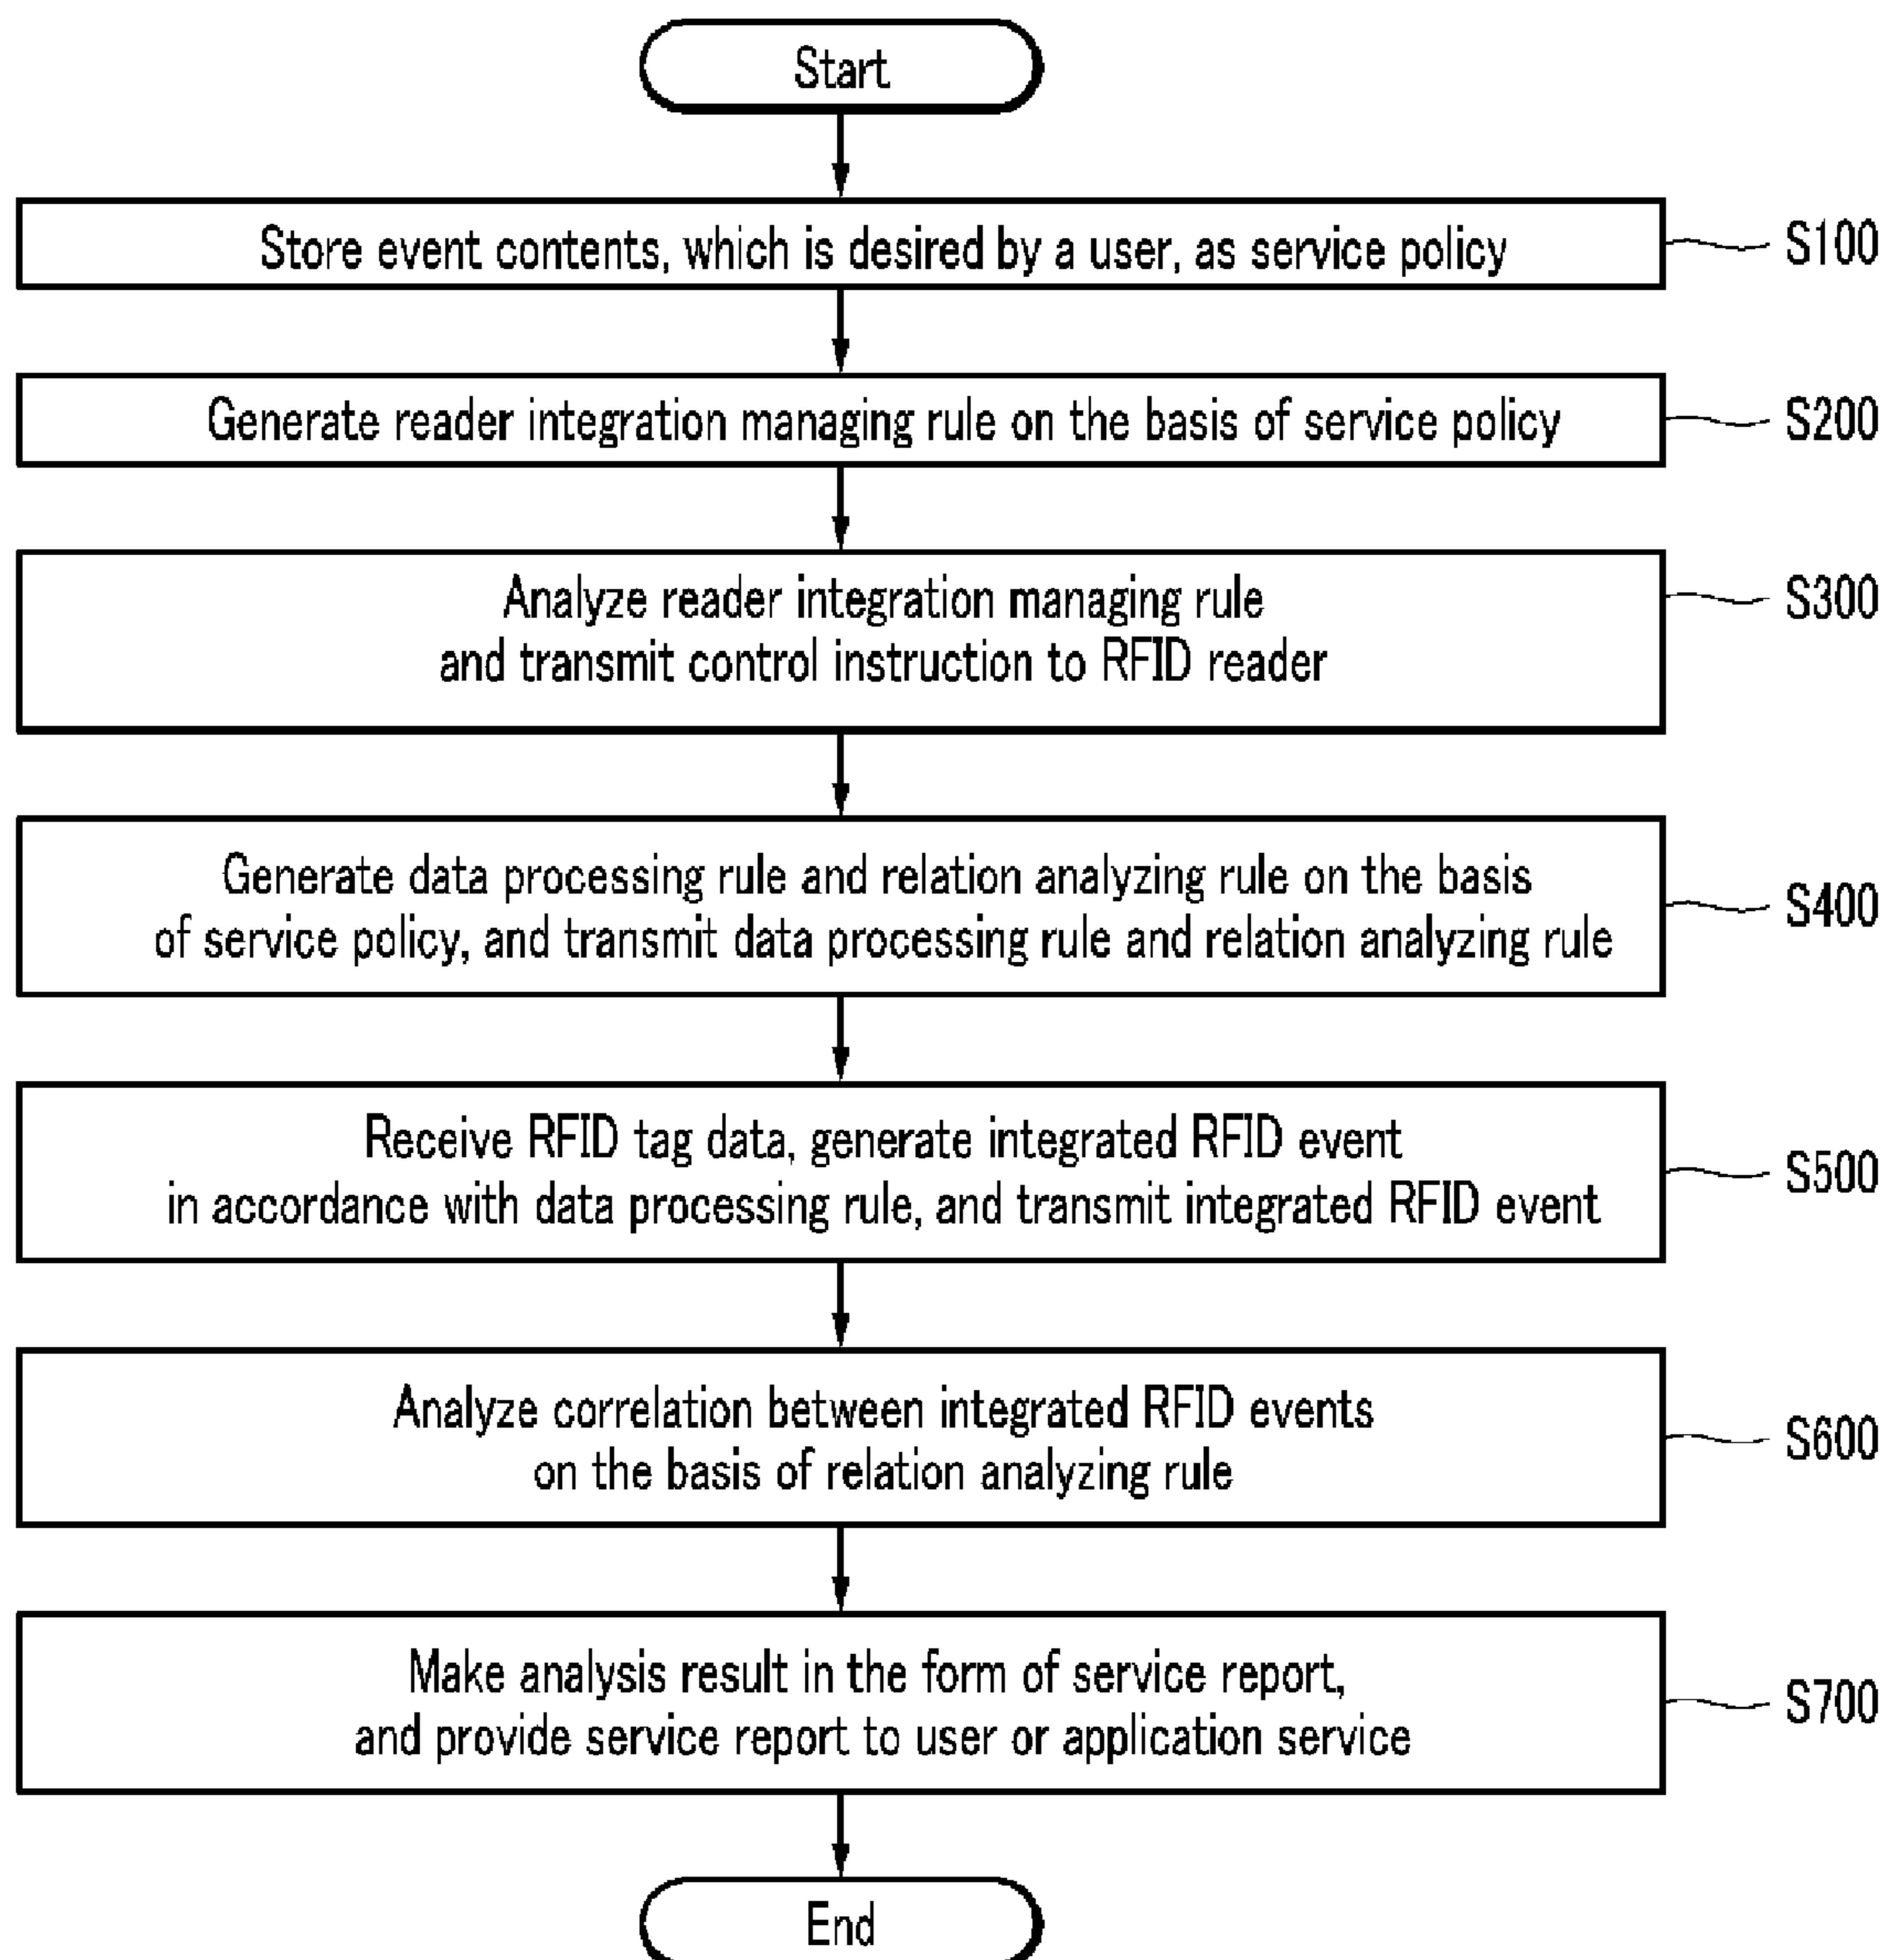 Start
Store event contents, which is desired by a user, as service policy
S100
Generate reader integration managing rule on the basis of service policy
S200
Analyze reader integration managing rule
and transmit control instruction to RFID reader
S300
Generate data processing rule and relation analyzing rule on the basis
of service policy, and transmit data processing rule and relation analyzing rule
S400
Receive RFID tag data, generate integrated RFID event
in accordance with data processing rule, and transmit integrated RFID event
S500
Analyze correlation between integrated RFID events
on the basis of relation analyzing rule
S600
Make analysis result in the form of service report,
and provide service report to user or application service
S700
End